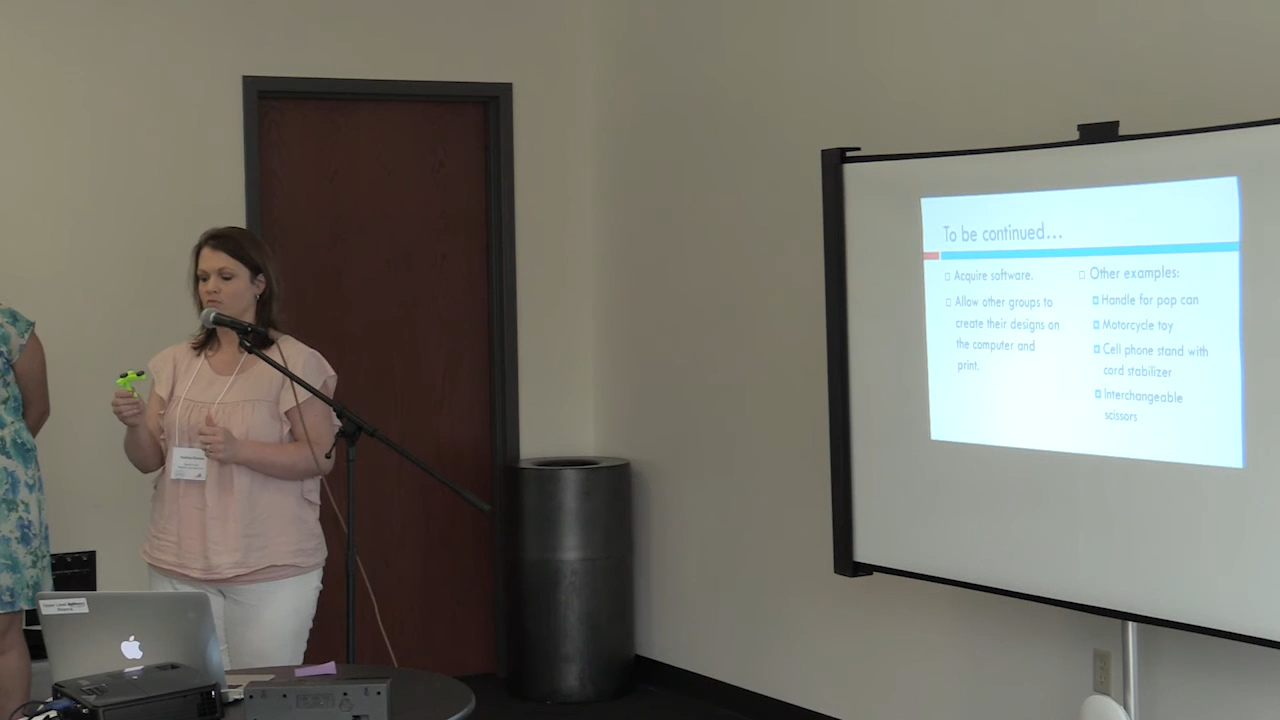 To be continued...
Acquire software.
Allow other groups to
create their designs on
the computer and
print.
Other examples:
Handle for pop can
Motorcycle toy
Cell phone stand with
cord stabilizer
Interchangeable
scissors